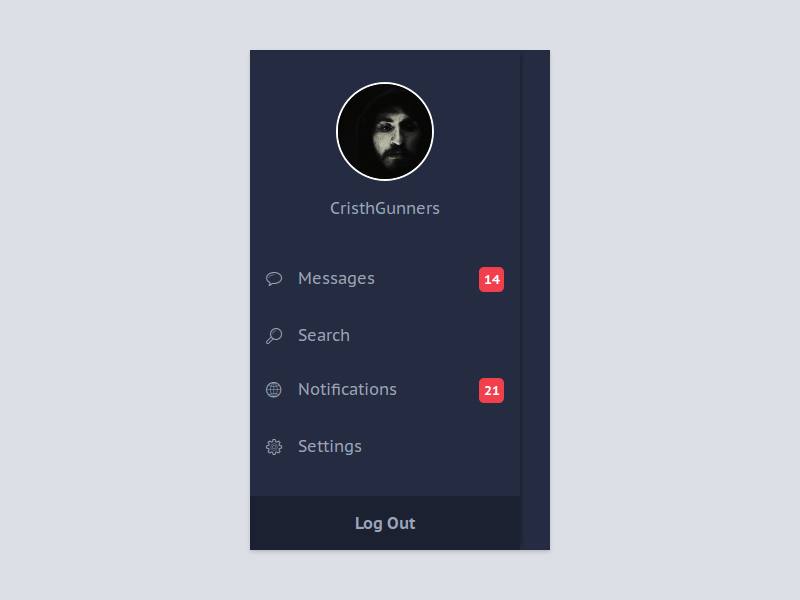 CristhGunners
Messages 14
Search
Notifications 21
Settings
Log Out